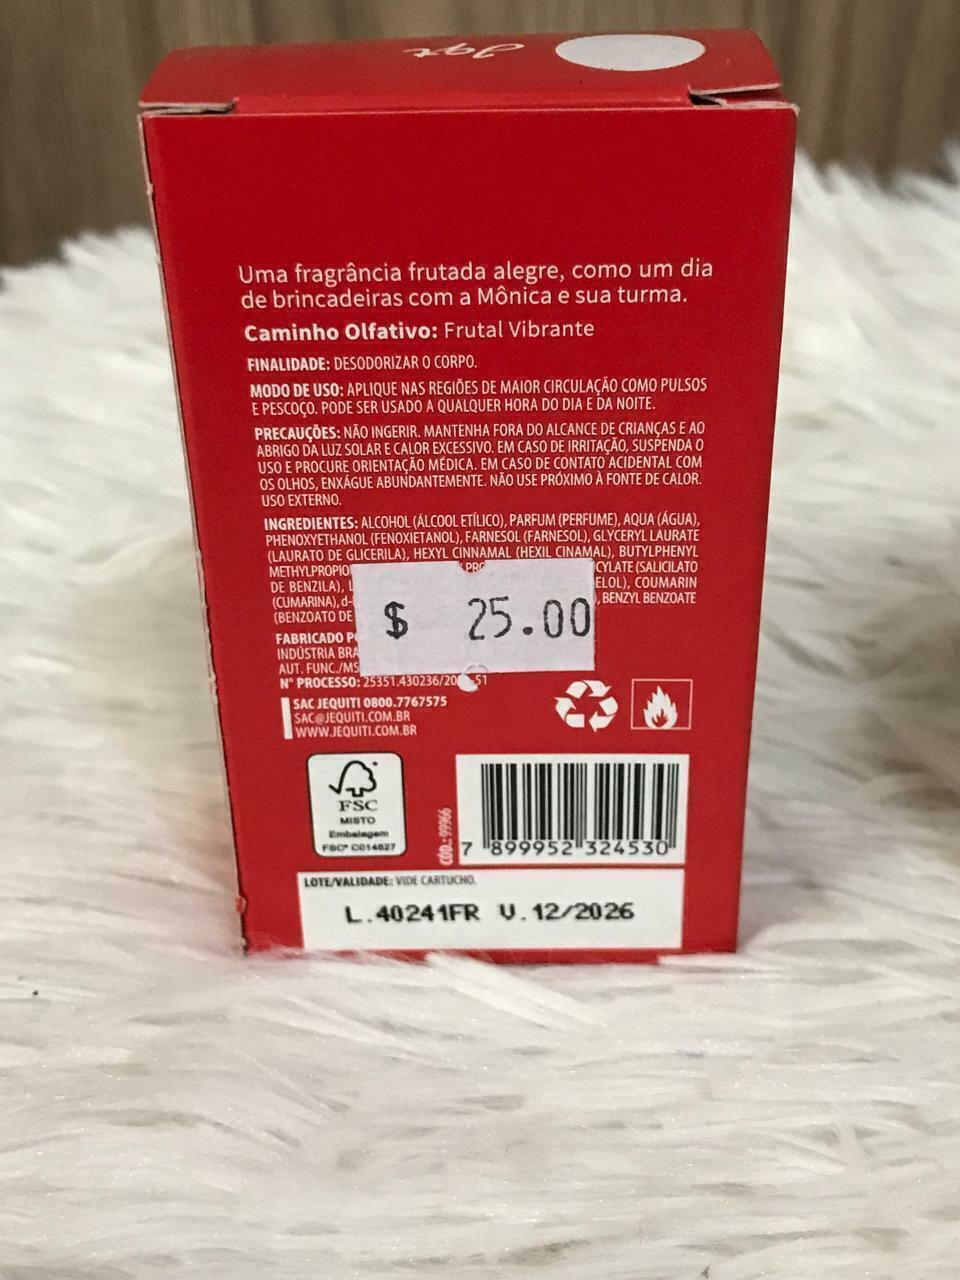 Jqt
Uma fragrância frutada alegre, como um dia
de brincadeiras com a Mônica e sua turma.
Caminho Olfativo: Frutal Vibrante
FINALIDADE: DESODORIZAR O CORPO.
MODO DE USO: APLIQUE NAS REGIÕES DE MAIOR CIRCULAÇÃO COMO PULSOS
E PESCOÇO. PODE SER USADO A QUALQUER HORA DO DIA E DA NOITE.
PRECAUÇÕES: NÃO INGERIR. MANTENHA FORA DO ALCANCE DE CRIANÇAS E AO
ABRIGO DA LUZ SOLAR E CALOR EXCESSIVO. EM CASO DE IRRITAÇÃO, SUSPENDA O
USO E PROCURE ORIENTAÇÃO MÉDICA. EM CASO DE CONTATO ACIDENTAL COM
OS OLHOS, ENXÁGUE ABUNDANTEMENTE. NÃO USE PRÓXIMO À FONTE DE CALOR.
USO EXTERNO.
INGREDIENTES: ALCOHOL (ÁLCOOL ETÍLICO), PARFUM (PERFUME), AQUA (ÁGUA),
PHENOXYETHANOL (FENOXIETANOL), FARNESOL (FARNESOL), GLYCERYL LAURATE
(LAURATO DE GLICERILA), HEXYL CINNAMAL (HEXIL CINAMAL), BUTYLPHENYL
(SALICILATO
DE BENZILA), COUMARIN
(CUMARINA), BENZYL BENZOATE
(BENZOATO DE
$ 25.00
FABRICADO
INDÚSTRIA
AUT. FUNC./MS
N° PROCESSO: 25351.430236/
SAC JEQUITI 0800.7767575
SAC@JEQUITI.COM.BR
WWW.JEQUITI.COM.BR
FSC
MISTO
Embalagem
FSC® C014627
CÓD.: 99966
7 899952 324530
LOTE/VALIDADE: VIDE CARTUCHO.
L.40241FR V.12/2026